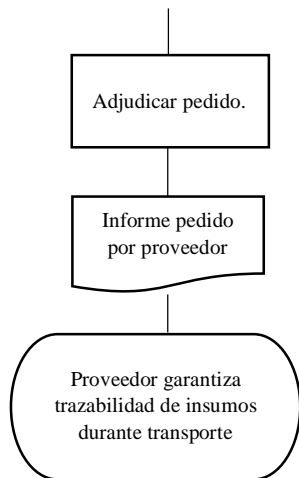 Adjudicar pedido.
Informe pedido
por proveedor
Proveedor garantiza
trazabilidad de insumos
durante transporte